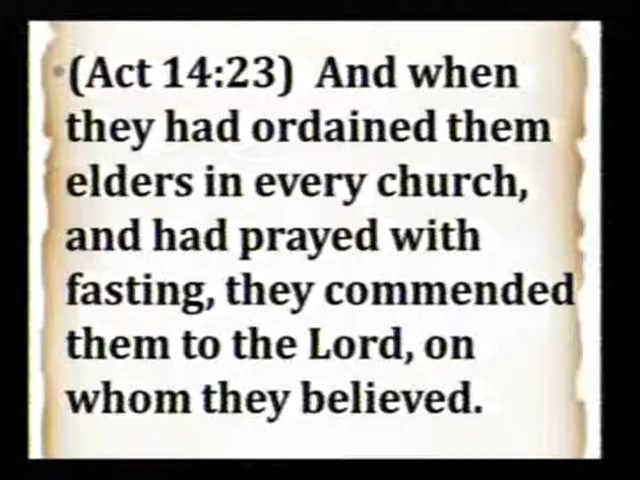 •(Act 14:23) And when
they had ordained them
elders in every church,
and had prayed with
fasting, they commended
them to the Lord, on
whom they believed.